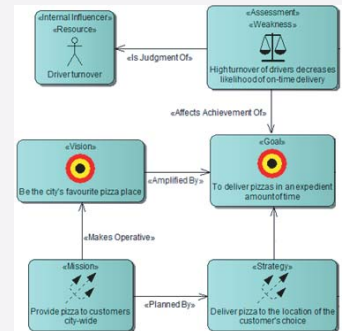 «Internal Influencer»
«Resource»
Driver turnover
«Assessment»
«Weakness»
High turnover of drivers decreases
likelihood of on-time delivery
«Is Judgment Of»
«Affects Achievement Of»
«Vision»
Be the city's favourite pizza place
«Amplified By»
«Goal»
To deliver pizzas in an expedient
amount of time
«Makes Operative»
«Mission»
Provide pizza to customers
city-wide
«Planned By»
«Strategy»
Deliver pizza to the location of the
customer's choice